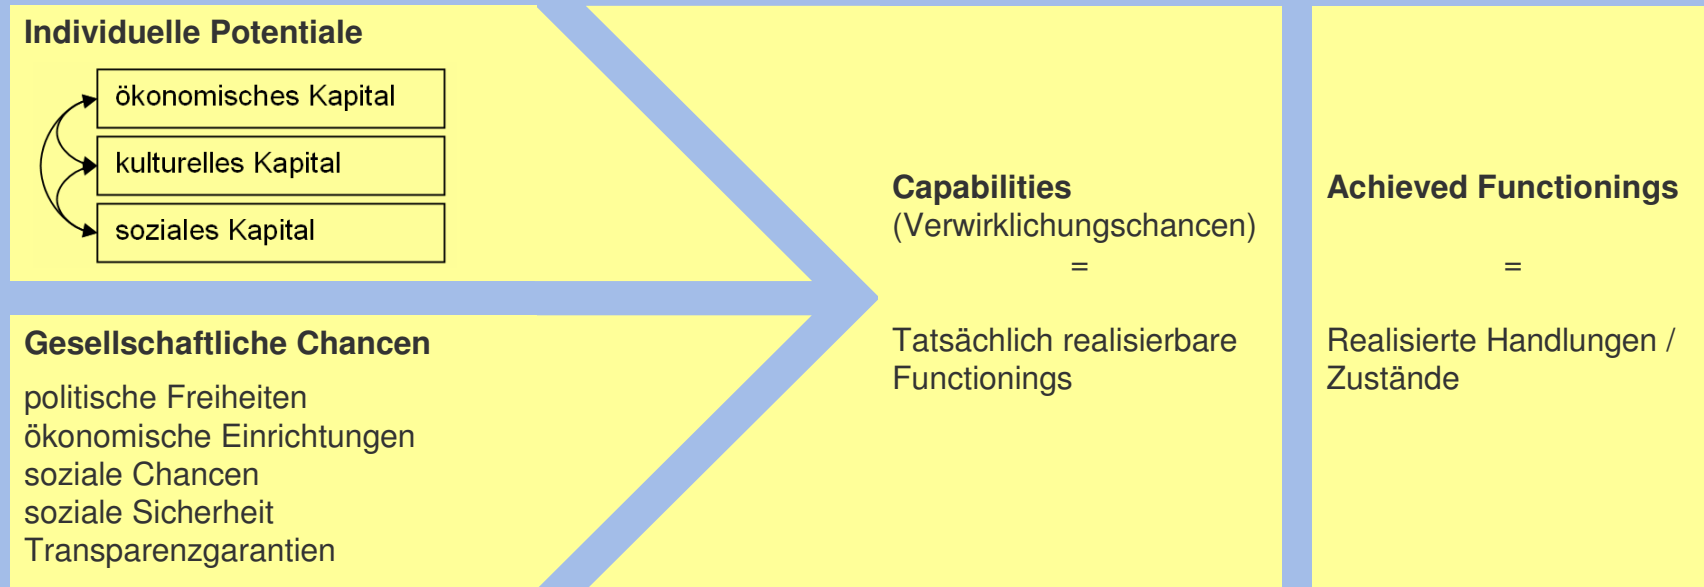 Individuelle Potentiale
ökonomisches Kapital
kulturelles Kapital
soziales Kapital
Gesellschaftliche Chancen
politische Freiheiten
ökonomische Einrichtungen
soziale Chancen
soziale Sicherheit
Transparenzgarantien
Capabilities
(Verwirklichungschancen)
=
Tatsächlich realisierbare
Functionings
Achieved Functionings
=
Realisierte Handlungen /
Zustände